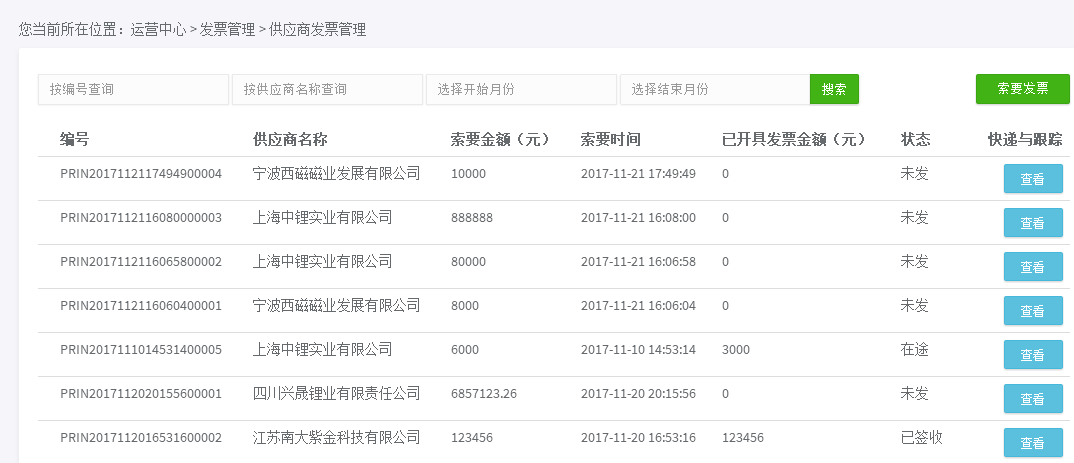 您当前所在位置：运营中心 > 发票管理 > 供应商发票管理
按编号查询 按供应商名称查询 选择开始月份 选择结束月份 搜索 索要发票
编号 供应商名称 索要金额（元） 索要时间 已开具发票金额（元） 状态 快递与跟踪
PRIN2017112117494900004 宁波西磁磁业发展有限公司 10000 2017-11-21 17:49:49 0 未发 查看
PRIN2017112116080000003 上海中锂实业有限公司 888888 2017-11-21 16:08:00 0 未发 查看
PRIN2017112116065800002 上海中锂实业有限公司 80000 2017-11-21 16:06:58 0 未发 查看
PRIN2017112116060400001 宁波西磁磁业发展有限公司 8000 2017-11-21 16:06:04 0 未发 查看
PRIN2017111014531400005 上海中锂实业有限公司 6000 2017-11-10 14:53:14 3000 在途 查看
PRIN2017112020155600001 四川兴晟锂业有限责任公司 6857123.26 2017-11-20 20:15:56 0 未发 查看
PRIN2017112016531600002 江苏南大紫金科技有限公司 123456 2017-11-20 16:53:16 123456 已签收 查看